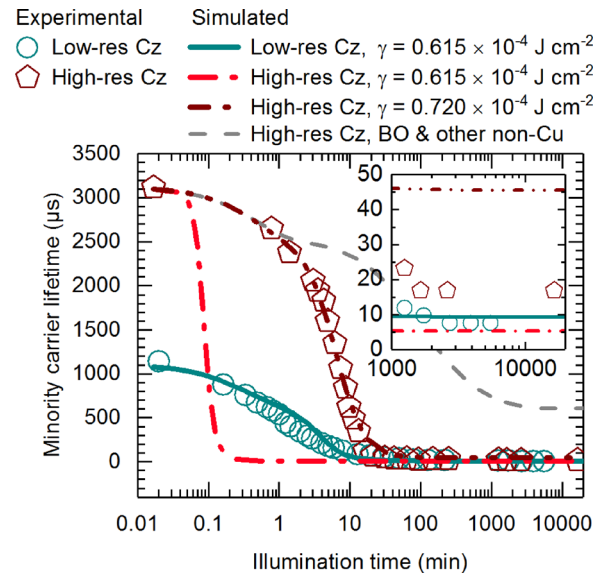 Experimental Simulated
Low-res Cz Low-res Cz, γ = 0.615 × 10⁻⁴ J cm⁻²
High-res Cz High-res Cz, γ = 0.615 × 10⁻⁴ J cm⁻²
High-res Cz, γ = 0.720 × 10⁻⁴ J cm⁻²
High-res Cz, BO & other non-Cu
Minority carrier lifetime (µs)
3500
3000
2500
2000
1500
1000
500
0
50
40
30
20
10
0
1000 10000
0.01 0.1 1 10 100 1000 10000
Illumination time (min)